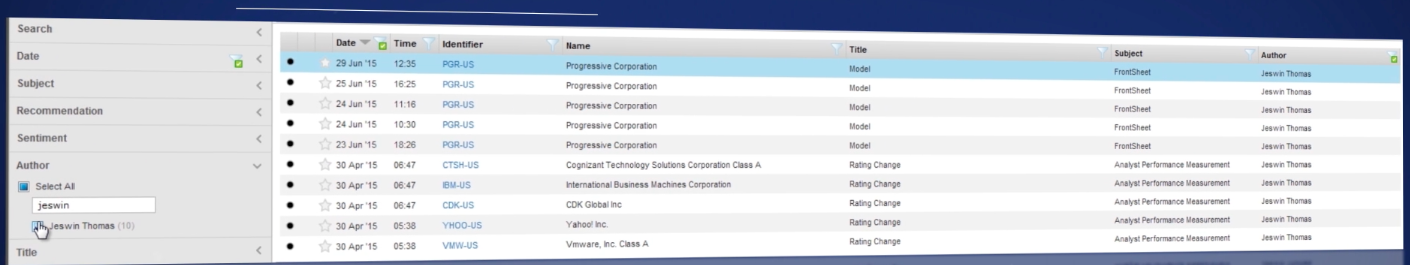 Search
Date
Subject
Recommendation
Sentiment
Author
Select All
jeswin
Jeswin Thomas (10)
Title
Date Time Identifier Name Title Subject Author
29 Jun '15 12:35 PGR-US Progressive Corporation Model FrontSheet Jeswin Thomas
25 Jun '15 16:25 PGR-US Progressive Corporation Model FrontSheet Jeswin Thomas
24 Jun '15 11:16 PGR-US Progressive Corporation Model FrontSheet Jeswin Thomas
24 Jun '15 10:30 PGR-US Progressive Corporation Model FrontSheet Jeswin Thomas
23 Jun '15 18:26 PGR-US Progressive Corporation Model FrontSheet Jeswin Thomas
30 Apr '15 06:47 CTSH-US Cognizant Technology Solutions Corporation Class A Rating Change Analyst Performance Measurement Jeswin Thomas
30 Apr '15 06:47 IBM-US International Business Machines Corporation Rating Change Analyst Performance Measurement Jeswin Thomas
30 Apr '15 06:47 CDK-US CDK Global Inc Rating Change Analyst Performance Measurement Jeswin Thomas
30 Apr '15 05:38 YHOO-US Yahoo! Inc. Rating Change Analyst Performance Measurement Jeswin Thomas
30 Apr '15 05:38 VMW-US Vmware, Inc. Class A Rating Change Analyst Performance Measurement Jeswin Thomas